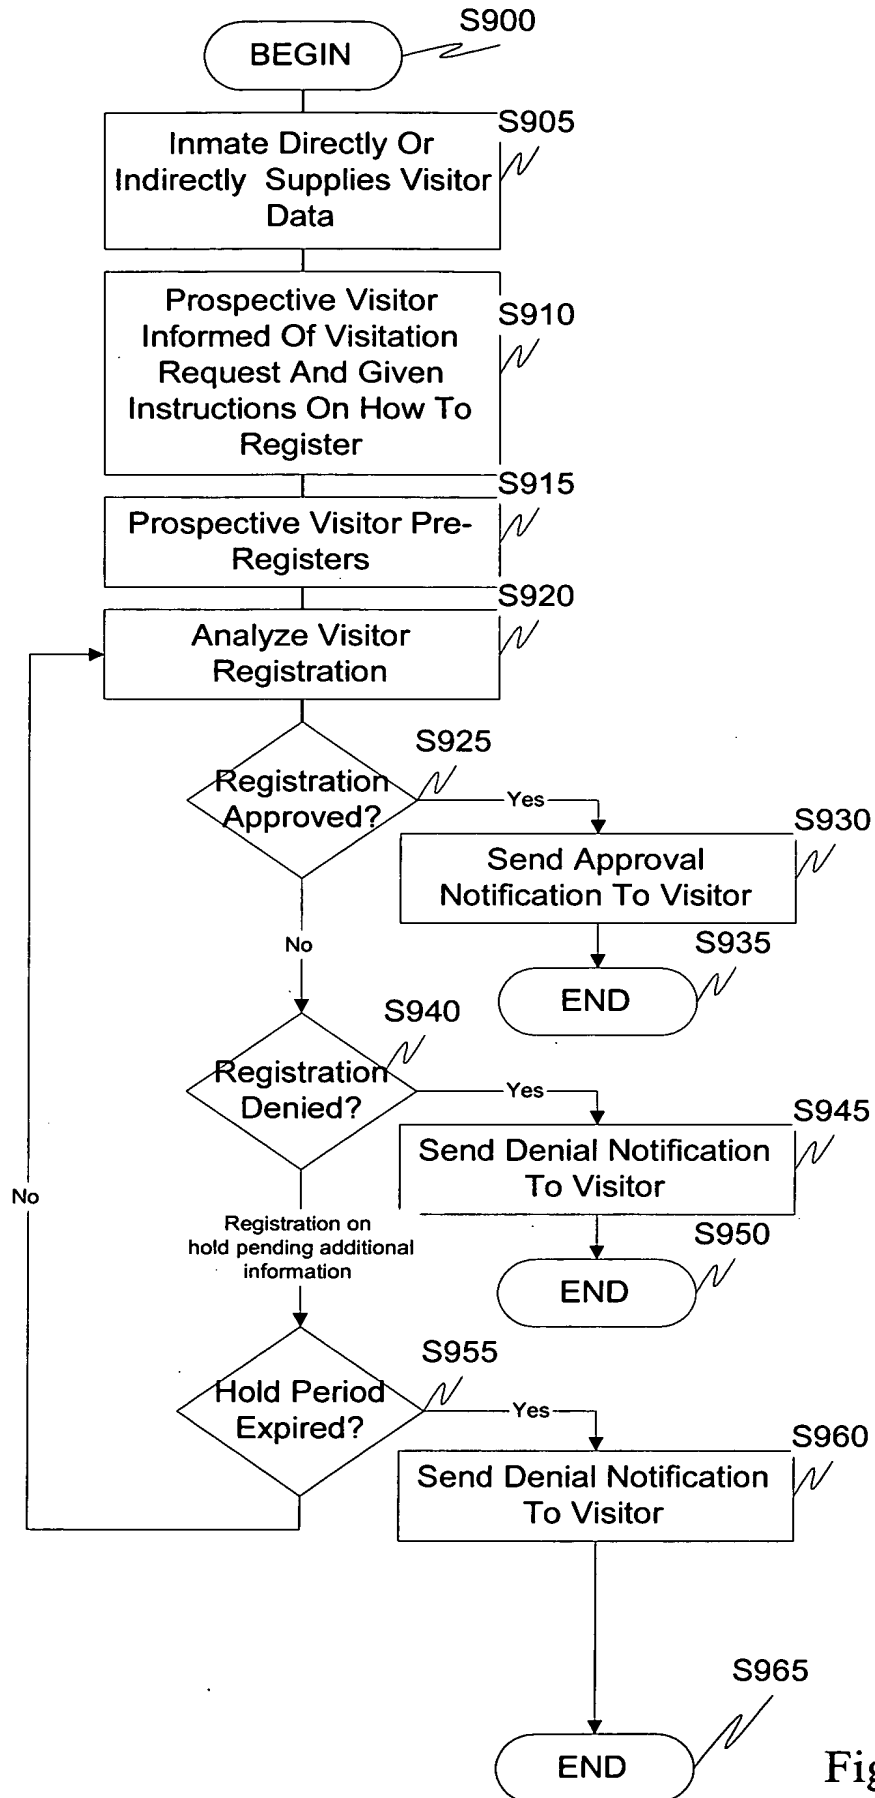 S900
BEGIN
S905
Inmate Directly Or
Indirectly Supplies Visitor
Data
S910
Prospective Visitor
Informed Of Visitation
Request And Given
Instructions On How To
Register
S915
Prospective Visitor Pre-
Registers
S920
Analyze Visitor
Registration
S925
Registration
Approved?
Yes
S930
Send Approval
Notification To Visitor
No
S935
END
S940
Registration
Denied?
Yes
S945
Send Denial Notification
To Visitor
No
Registration on
hold pending additional
information
S950
END
S955
Hold Period
Expired?
Yes
S960
Send Denial Notification
To Visitor
S965
END
Fig